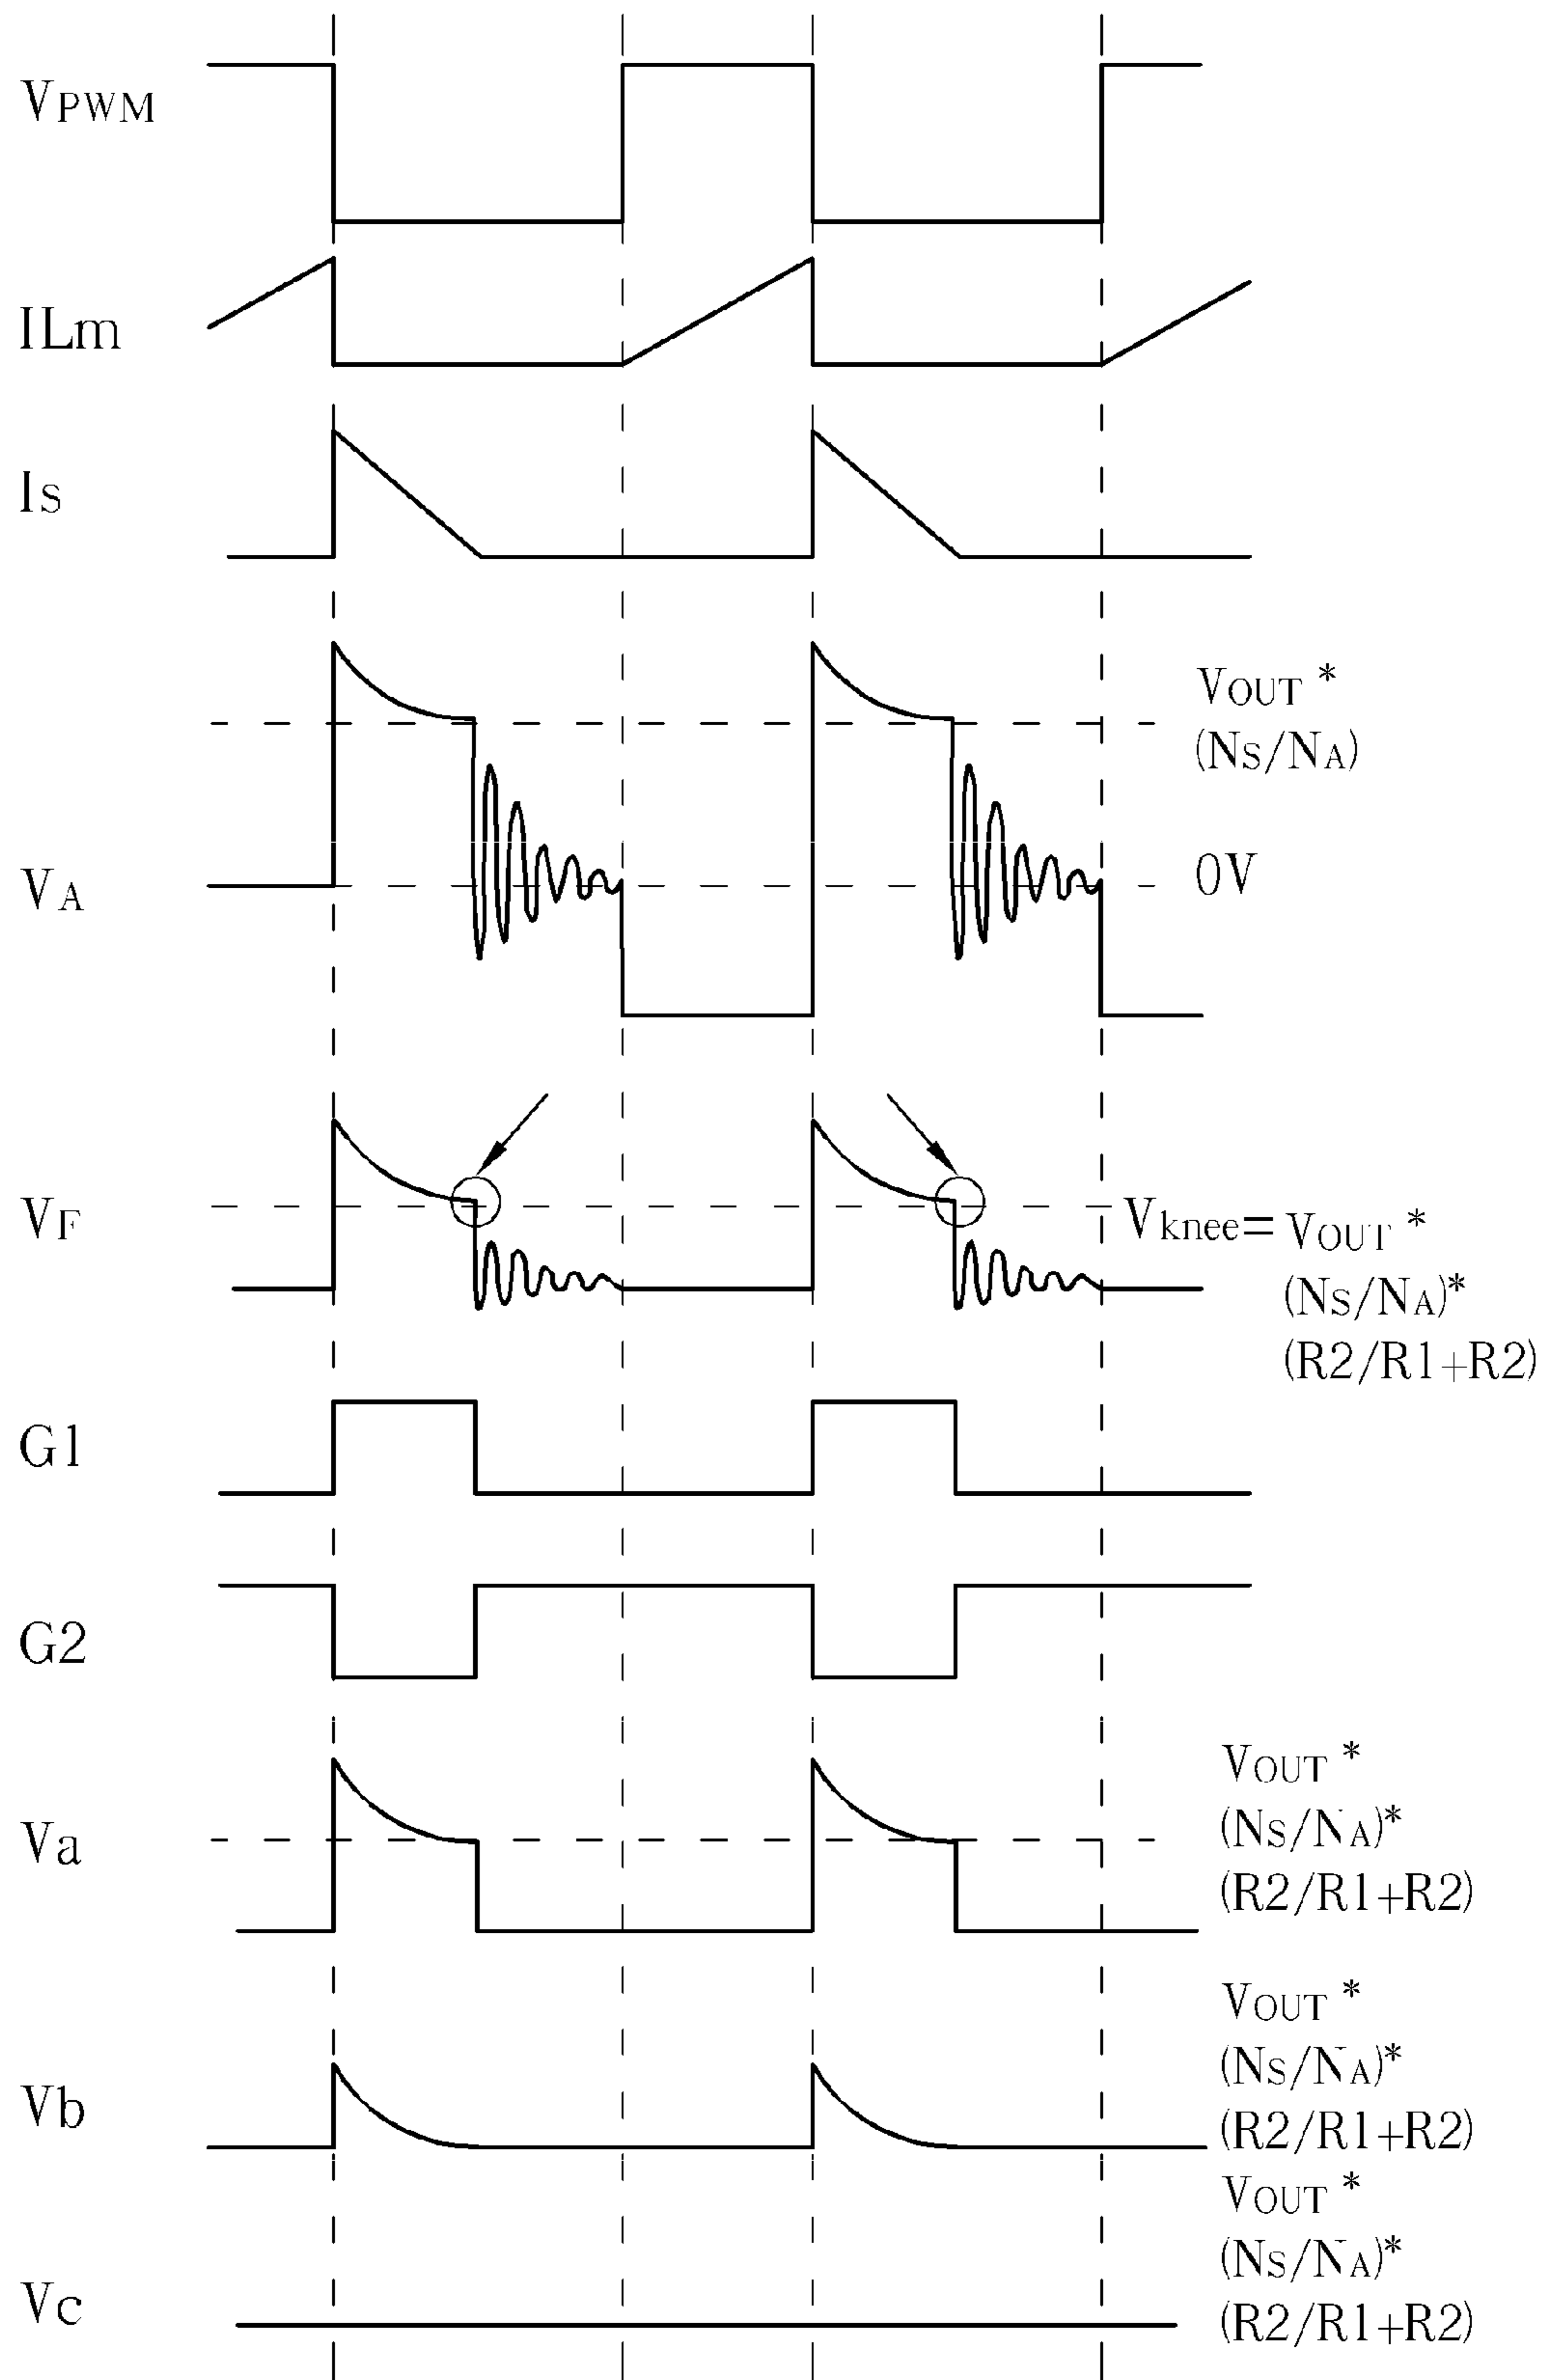 VPWM
ILm
Is
VOUT *
(Ns/NA)
VA
0V
VF
Vknee= VOUT *
(Ns/NA)*
(R2/R1+R2)
G1
G2
VOUT *
Va
(Ns/NA)*
(R2/R1+R2)
VOUT *
(Ns/NA)*
Vb
(R2/R1+R2)
VOUT *
(Ns/NA)*
Vc
(R2/R1+R2)